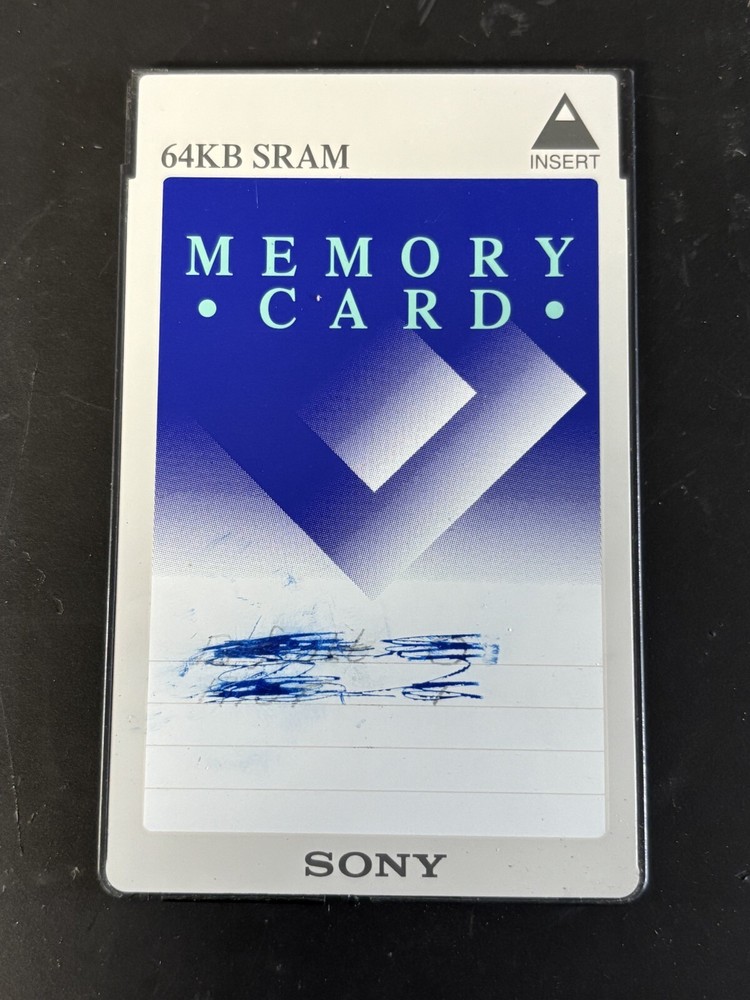 64KB SRAM
INSERT
MEMORY
• CARD •
SONY